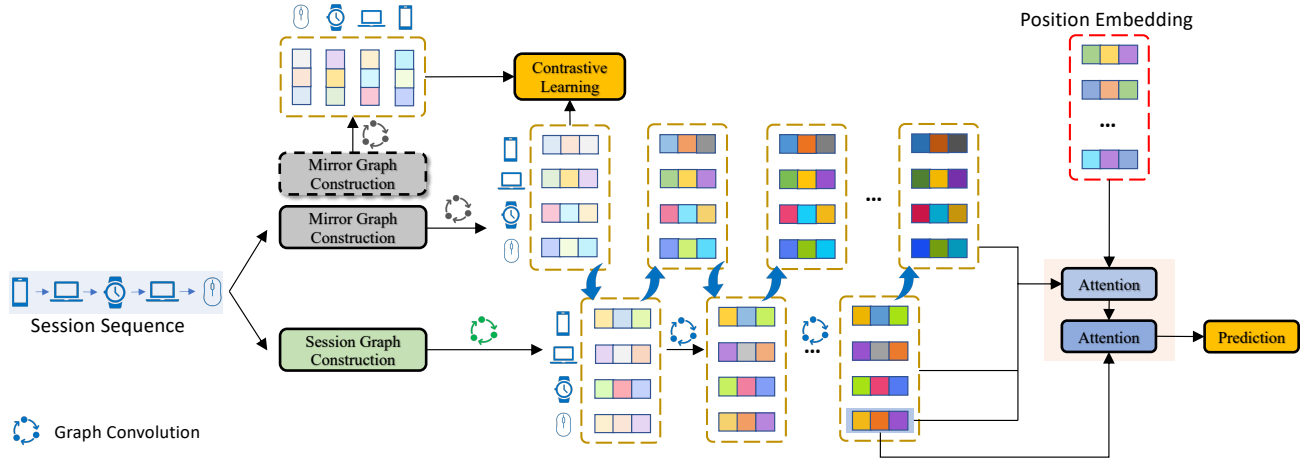 Position Embedding
Contrastive
Learning
...
Mirror Graph
Construction
Mirror Graph
Construction
...
Session Sequence
Attention
Session Graph
Construction
Attention
Prediction
...
Graph Convolution